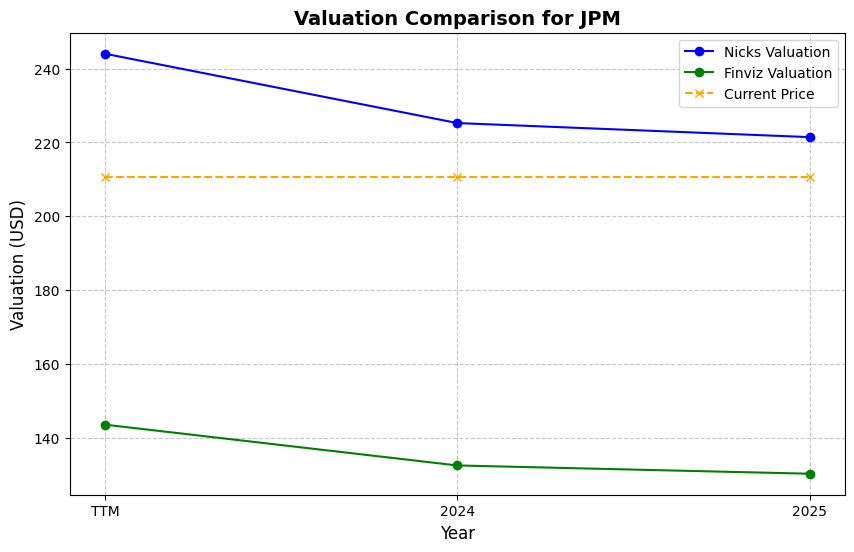 Valuation Comparison for JPM
Nicks Valuation
Finviz Valuation
Current Price
Valuation (USD)
240
220
200
180
160
140
TTM
2024
2025
Year